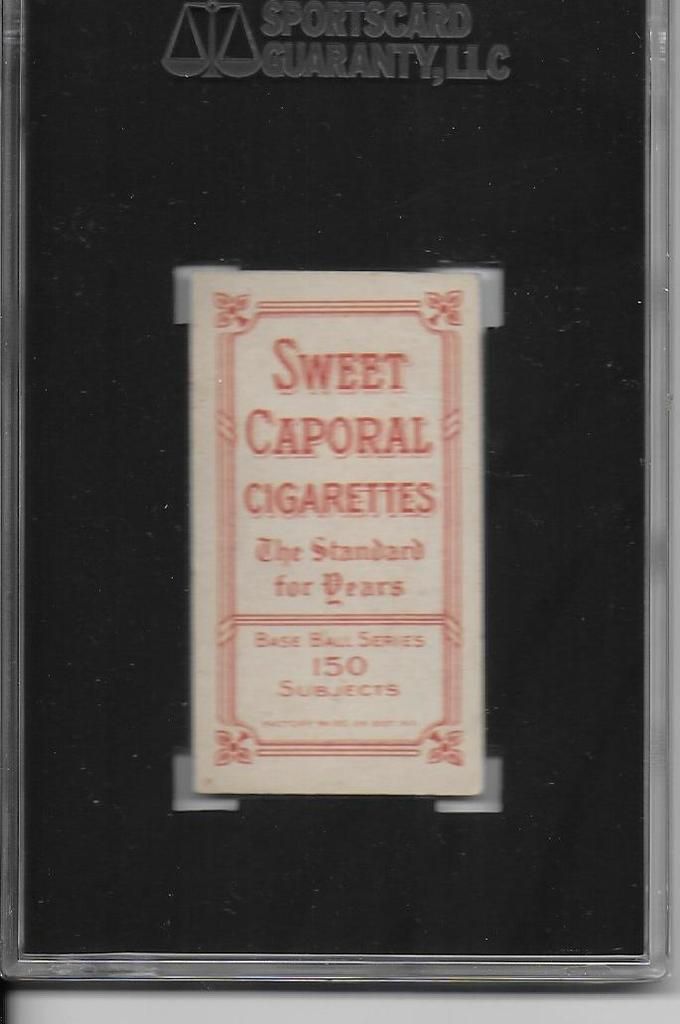 SPORTSCARD
GUARANTY, LLC
SWEET
CAPORAL
CIGARETTES
The Standard
for Years
BASE BALL SERIES
150
SUBJECTS